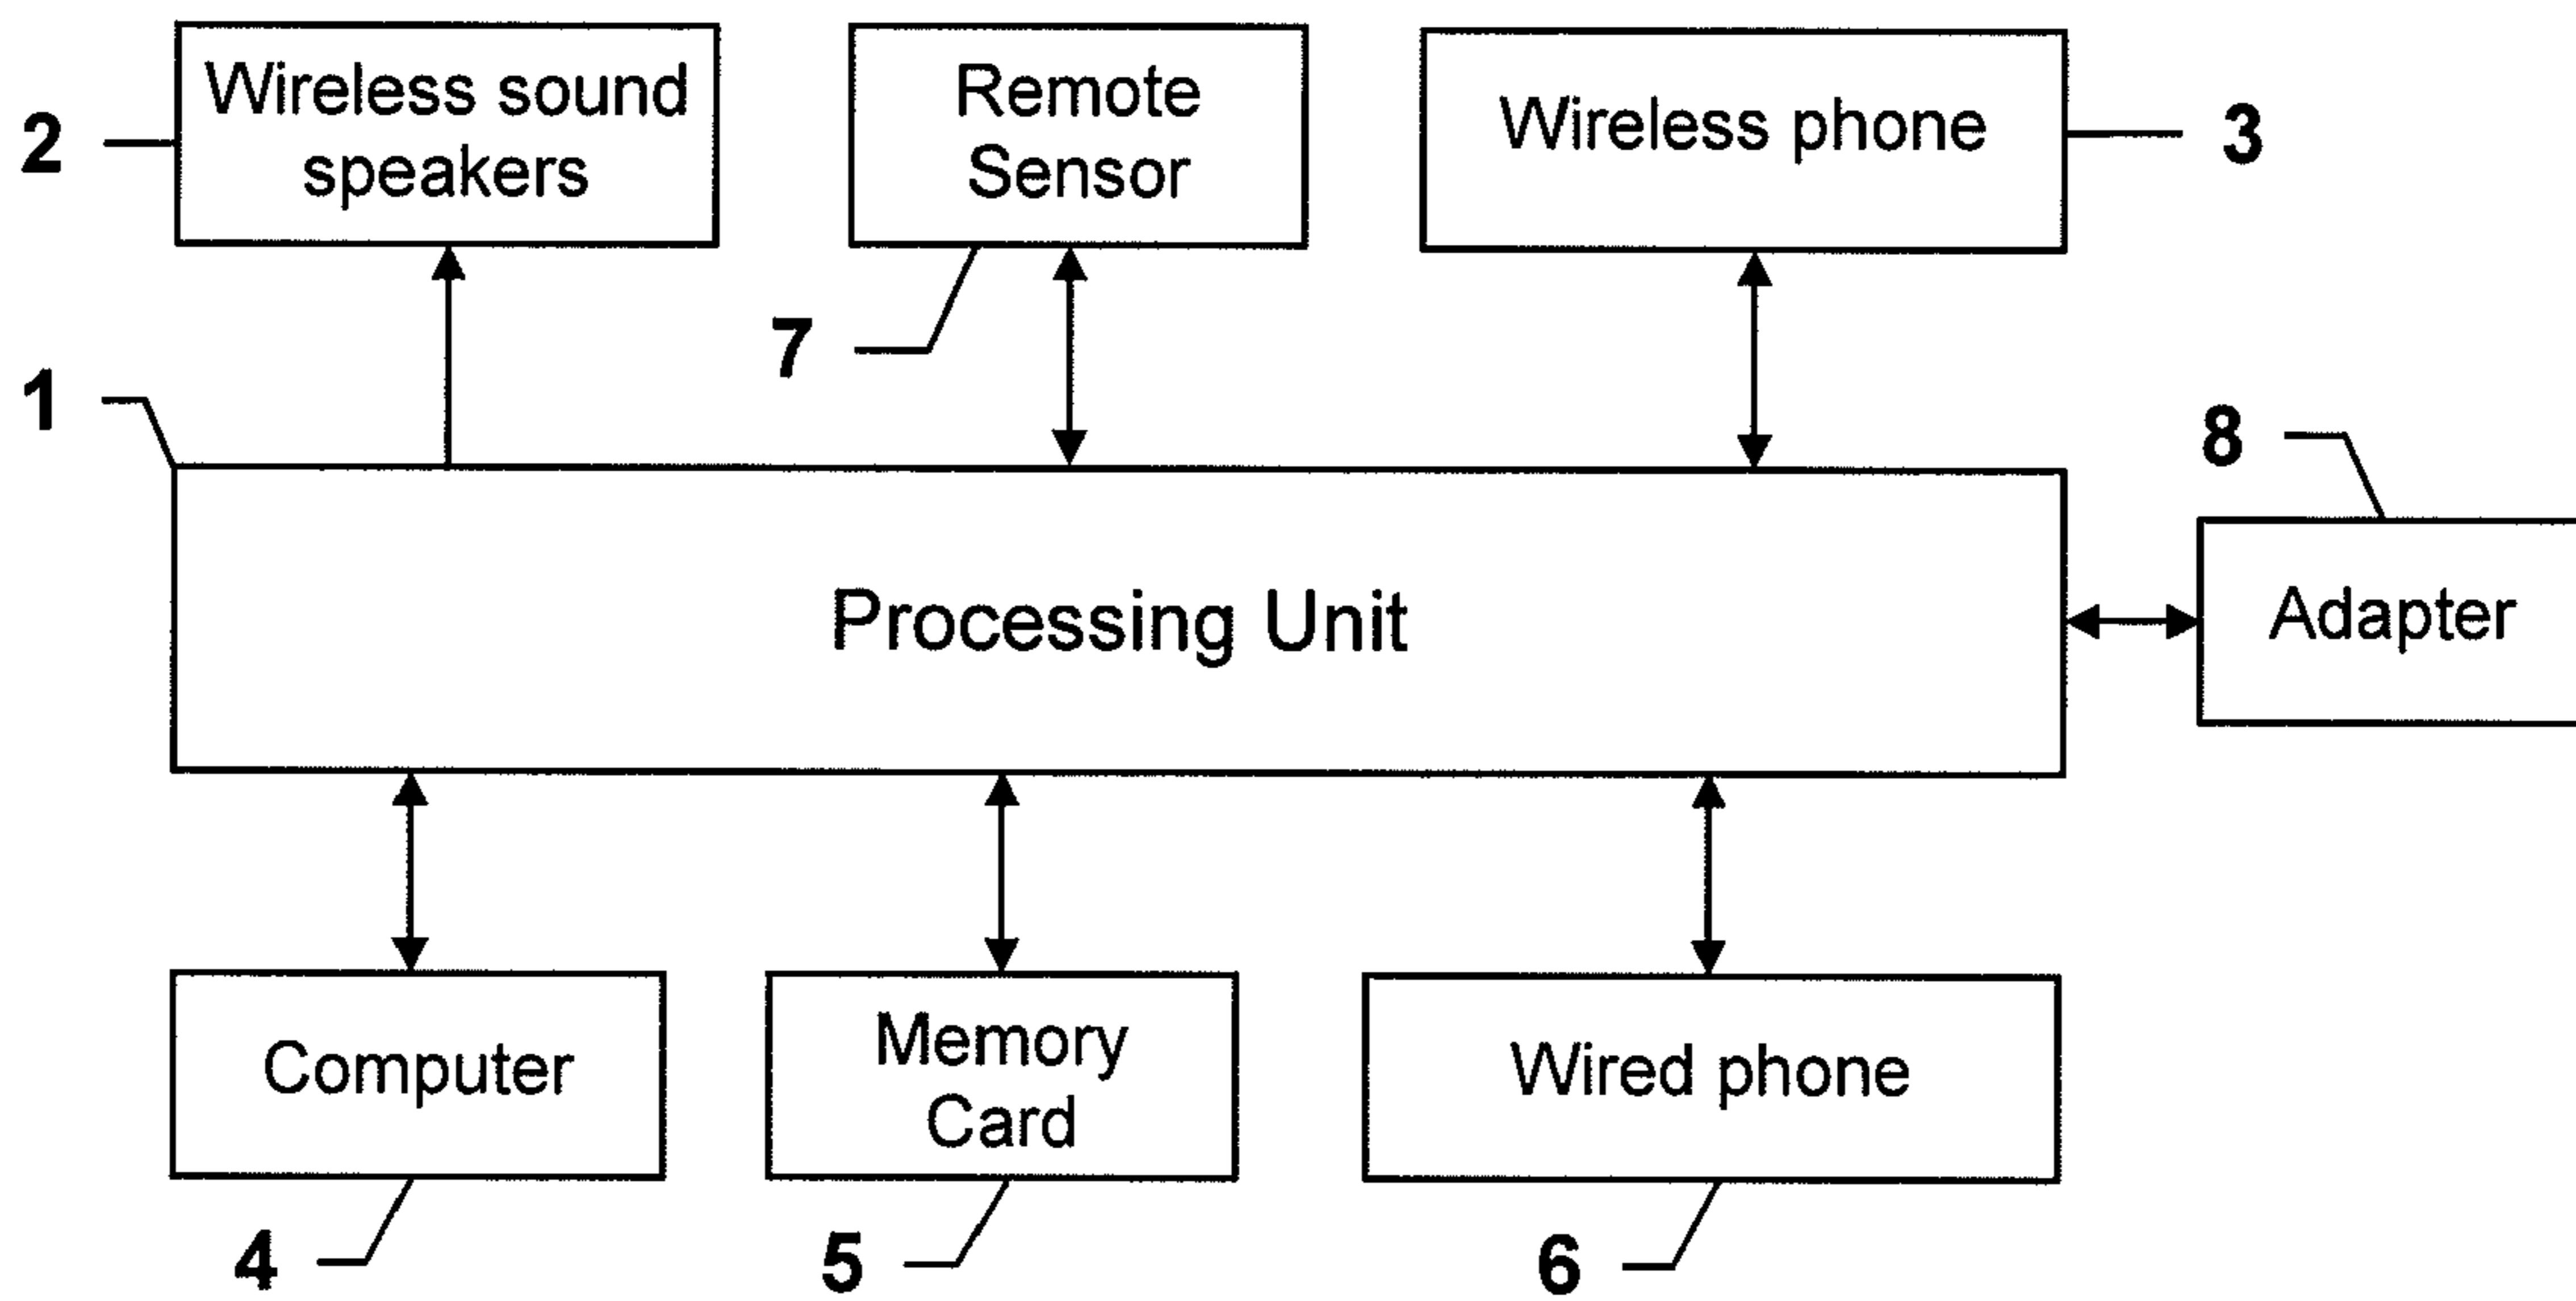 2
Wireless sound
speakers
Remote
Sensor
Wireless phone
3
7
1
8
Processing Unit
Adapter
Computer
Memory
Card
Wired phone
4
5
6